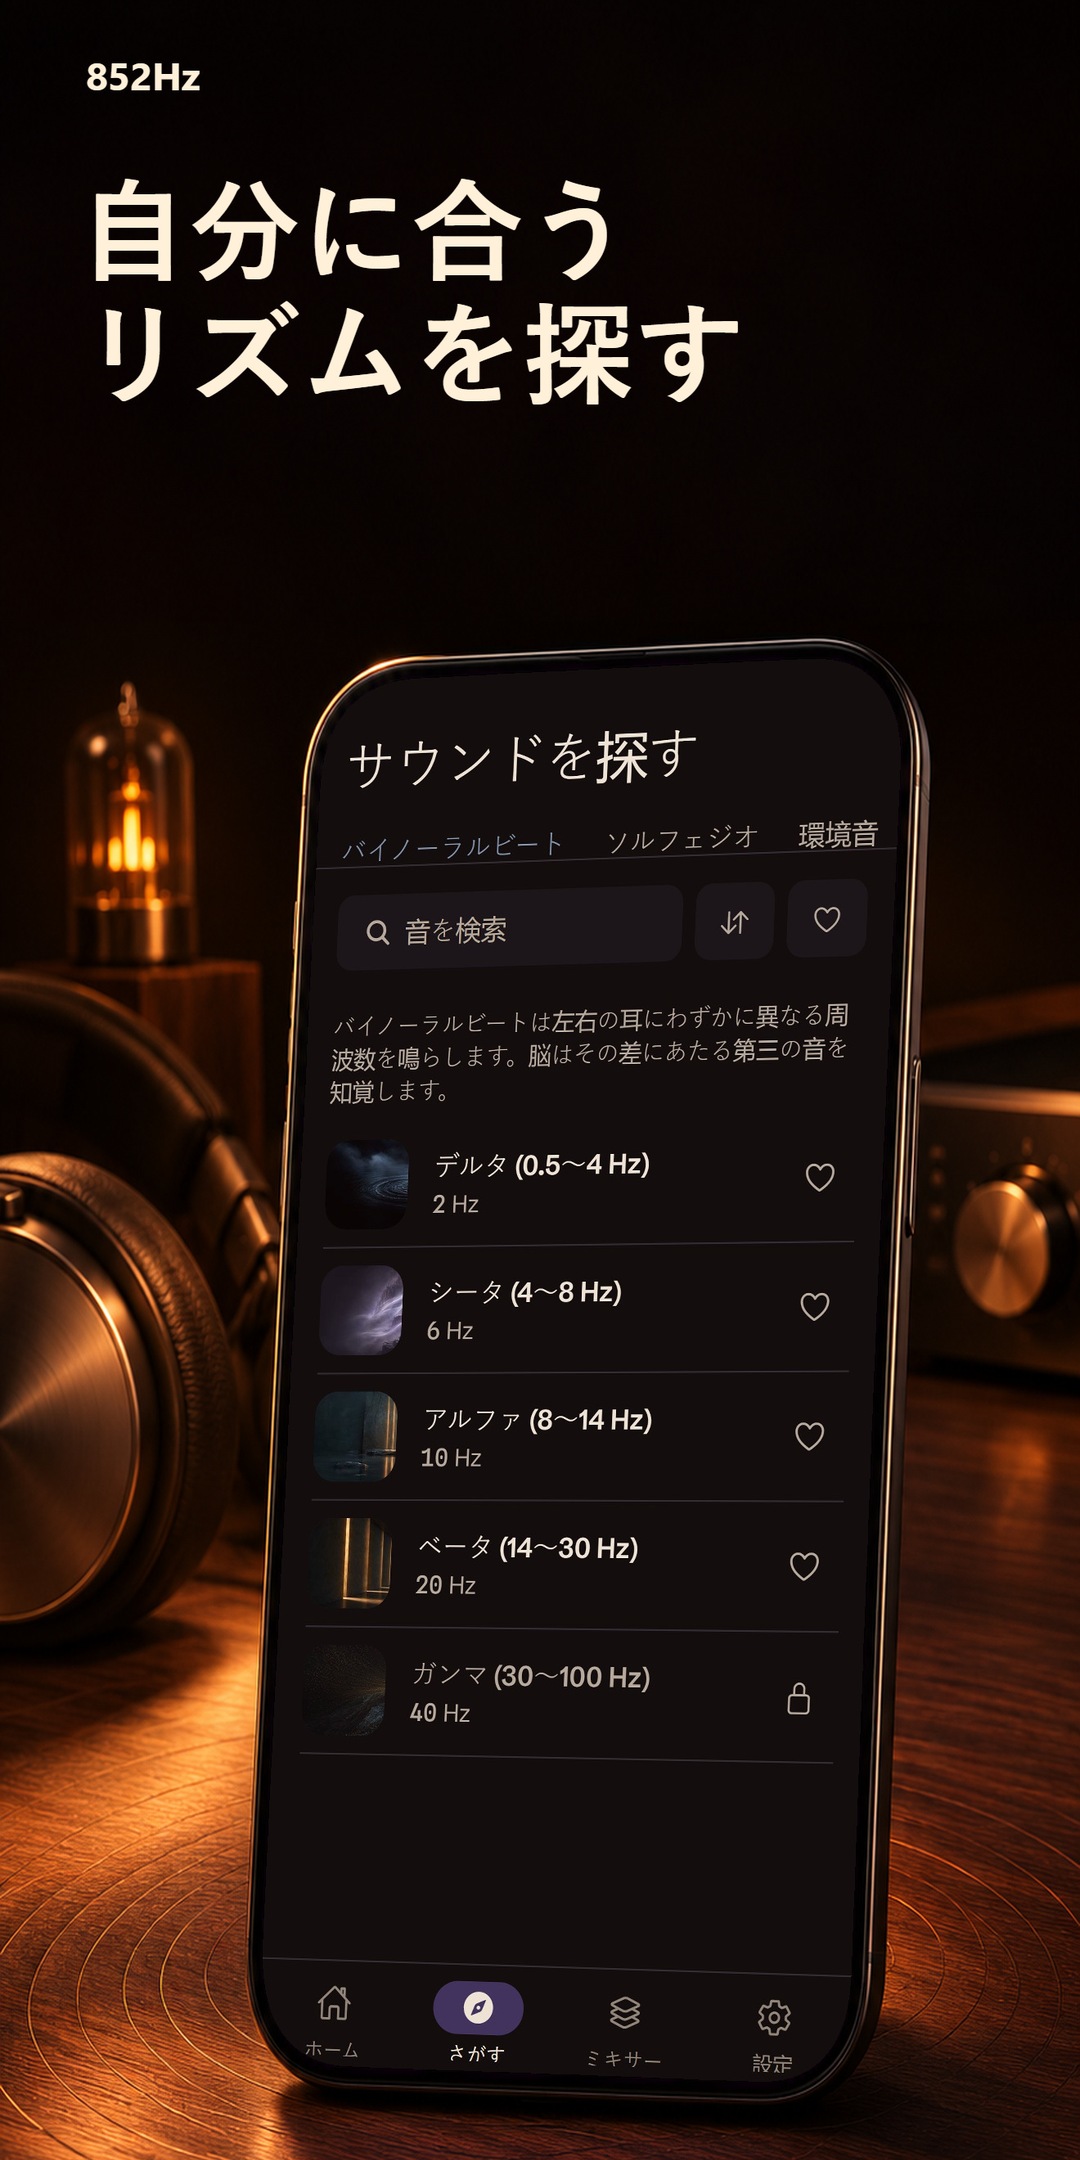 852Hz
自分に合う
リズムを探す
サウンドを探す
バイノーラルビート ソルフェジオ 環境音
音を検索
バイノーラルビートは左右の耳にわずかに異なる周
波数を鳴らします。脳はその差にあたる第三の音を
知覚します。
デルタ (0.5〜4 Hz)
2 Hz
シータ (4〜8 Hz)
6 Hz
アルファ (8〜14 Hz)
10 Hz
ベータ (14〜30 Hz)
20 Hz
ガンマ (30〜100 Hz)
40 Hz
ホーム さがす ミキサー 設定